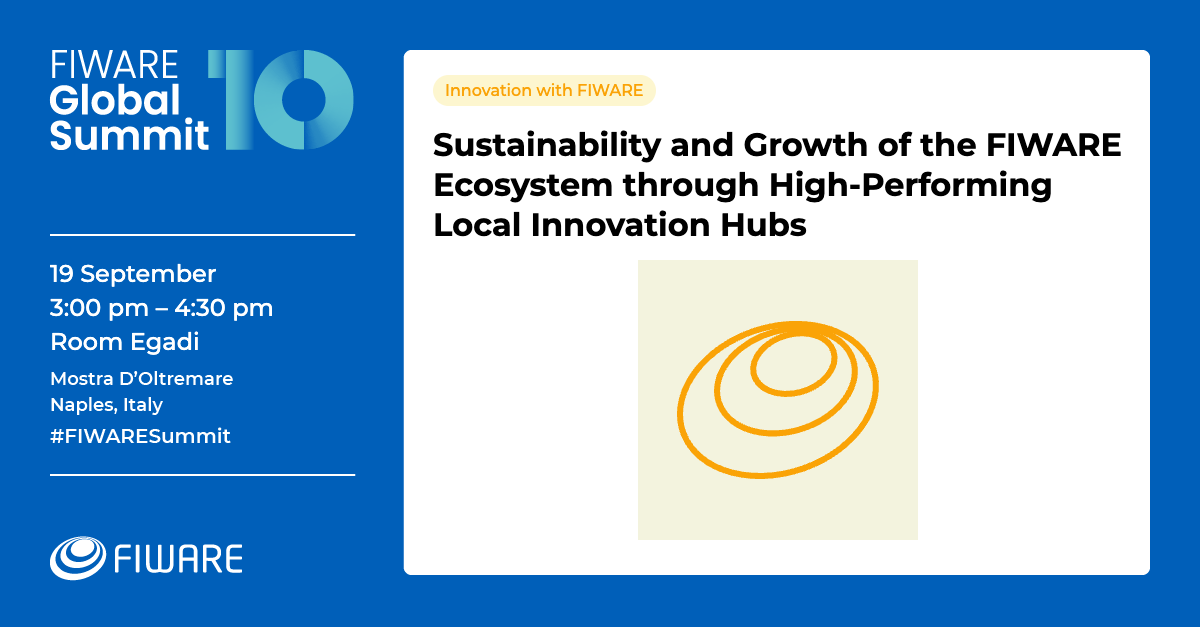 FIWARE
Global
Summit
10
19 September
3:00 pm – 4:30 pm
Room Egadi
Mostra D’Oltremare
Naples, Italy
#FIWARESummit
FIWARE
Innovation with FIWARE
Sustainability and Growth of the FIWARE
Ecosystem through High-Performing
Local Innovation Hubs